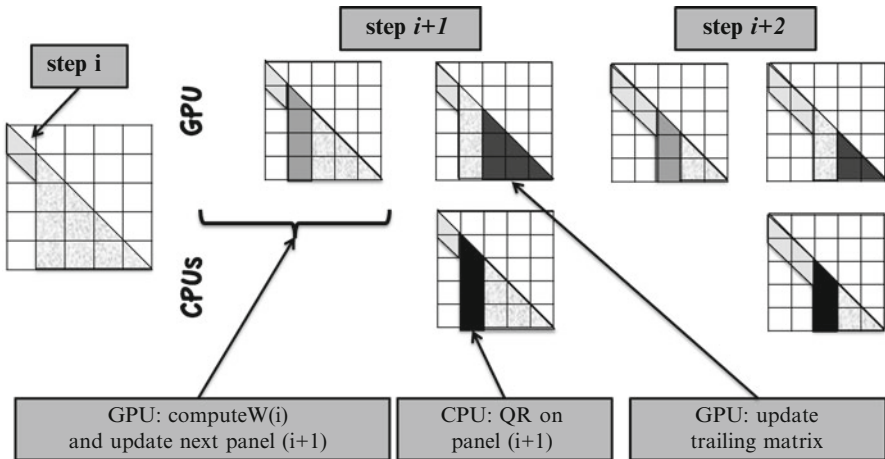 step i+1
step i+2
step i
GPU
CPUs
GPU: computeW(i)
and update next panel (i+1)
CPU: QR on
panel (i+1)
GPU: update
trailing matrix